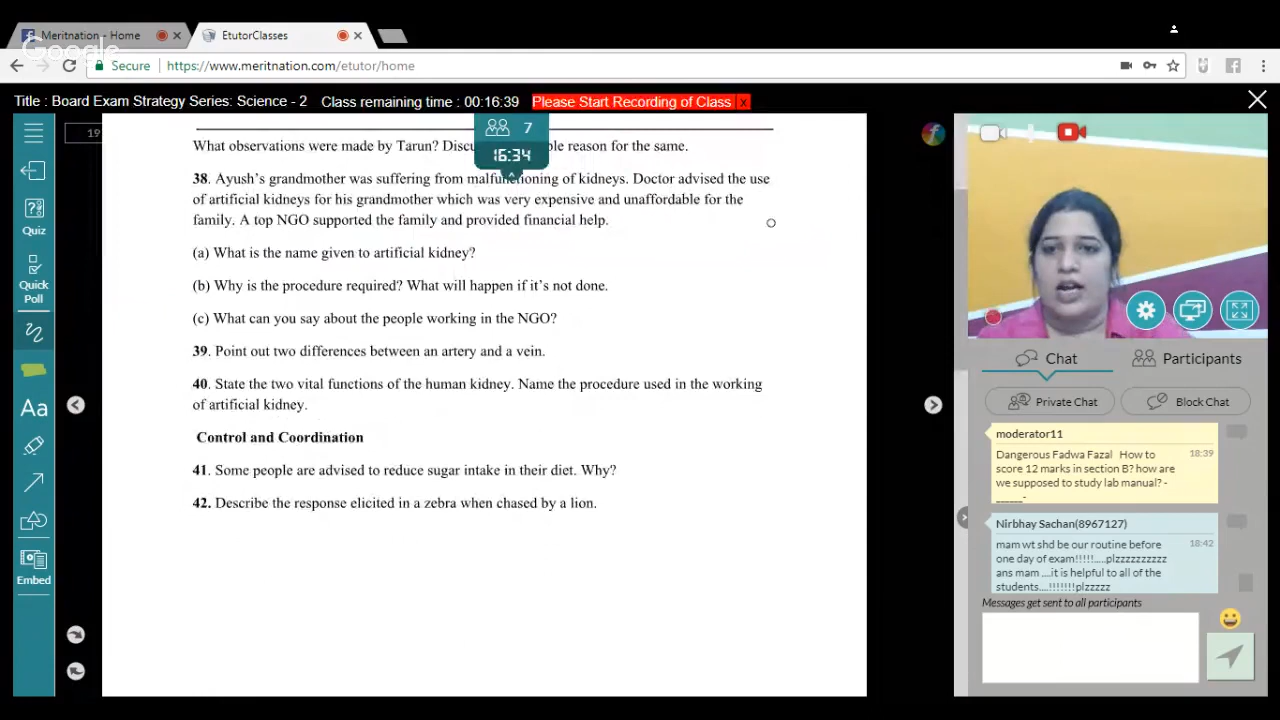 Meritnation - Home
EtutorClasses
Google
Secure https://www.meritnation.com/etutor/home
Title : Board Exam Strategy Series: Science - 2 Class remaining time : 00:16:39 Please Start Recording of Class x
19
7
16:34
What observations were made by Tarun? reason for the same.
38. Ayush's grandmother was suffering from malfunctioning of kidneys. Doctor advised the use
of artificial kidneys for his grandmother which was very expensive and unaffordable for the
family. A top NGO supported the family and provided financial help.
(a) What is the name given to artificial kidney?
(b) Why is the procedure required? What will happen if it's not done.
(c) What can you say about the people working in the NGO?
39. Point out two differences between an artery and a vein.
40. State the two vital functions of the human kidney. Name the procedure used in the working
of artificial kidney.
Control and Coordination
41. Some people are advised to reduce sugar intake in their diet. Why?
42. Describe the response elicited in a zebra when chased by a lion.
Quiz
Quick
Poll
Aa
Embed
Chat Participants
Private Chat Block Chat
moderator11
Dangerous Fadwa Fazal How to 18:39
score 12 marks in section B? how are
we supposed to study lab manual? -
______-
Nirbhay Sachan(8967127)
mam wt shd be our routine before 18:42
one day of exam!!!!!.....plzzzzzzzzzz
ans mam ....it is helpful to all of the
students....!!!!!!!plzzzzz
Messages get sent to all participants